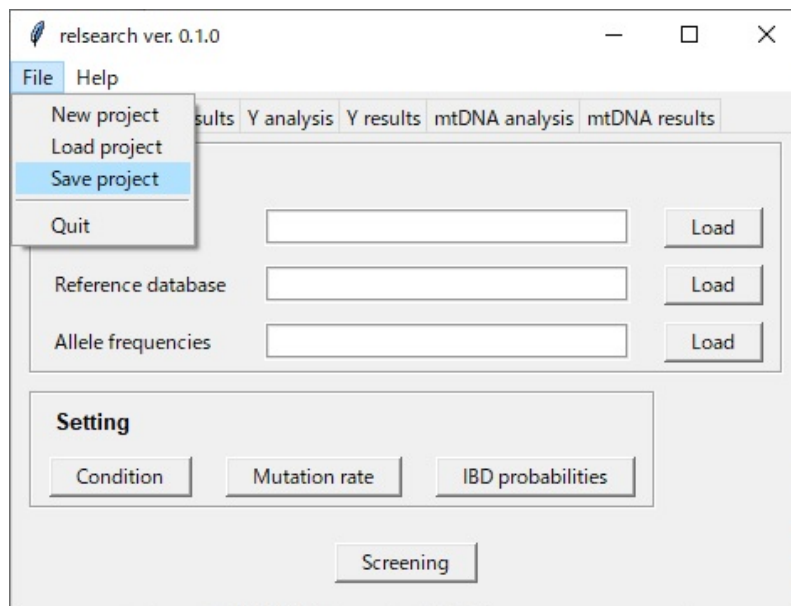 relsearch ver. 0.1.0
File Help
New project
Load project
Save project
Quit
Y analysis Y results mtDNA analysis mtDNA results
Load
Reference database Load
Allele frequencies Load
Setting
Condition Mutation rate IBD probabilities
Screening